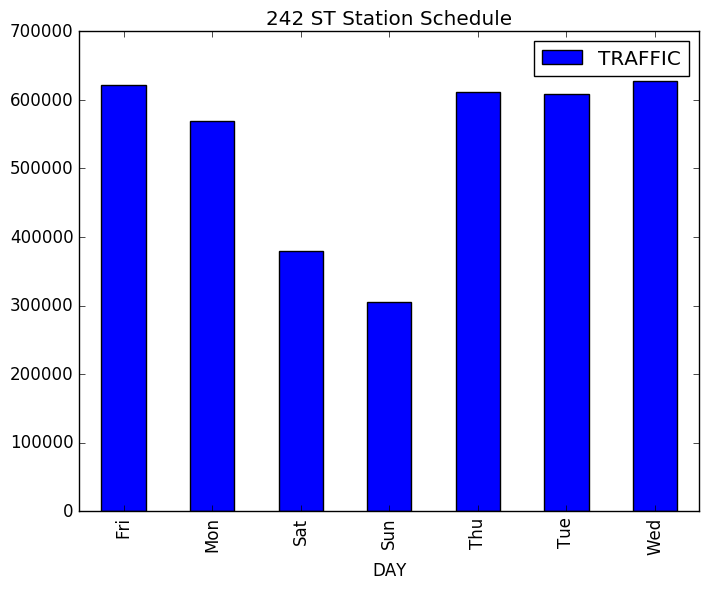 242 ST Station Schedule
TRAFFIC
700000
600000
500000
400000
300000
200000
100000
0
Fri
Mon
Sat
Sun
Thu
Tue
Wed
DAY